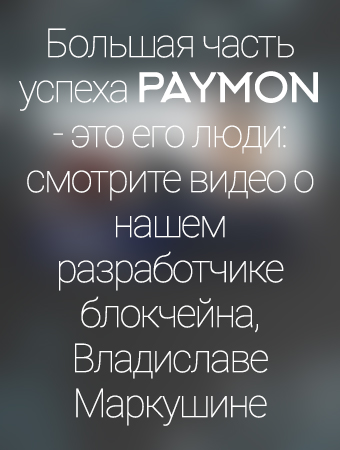 Большая часть
успеха PAYMON
- это его люди:
смотрите видео о
нашем
разработчике
блокчейна,
Владиславе
Маркушине